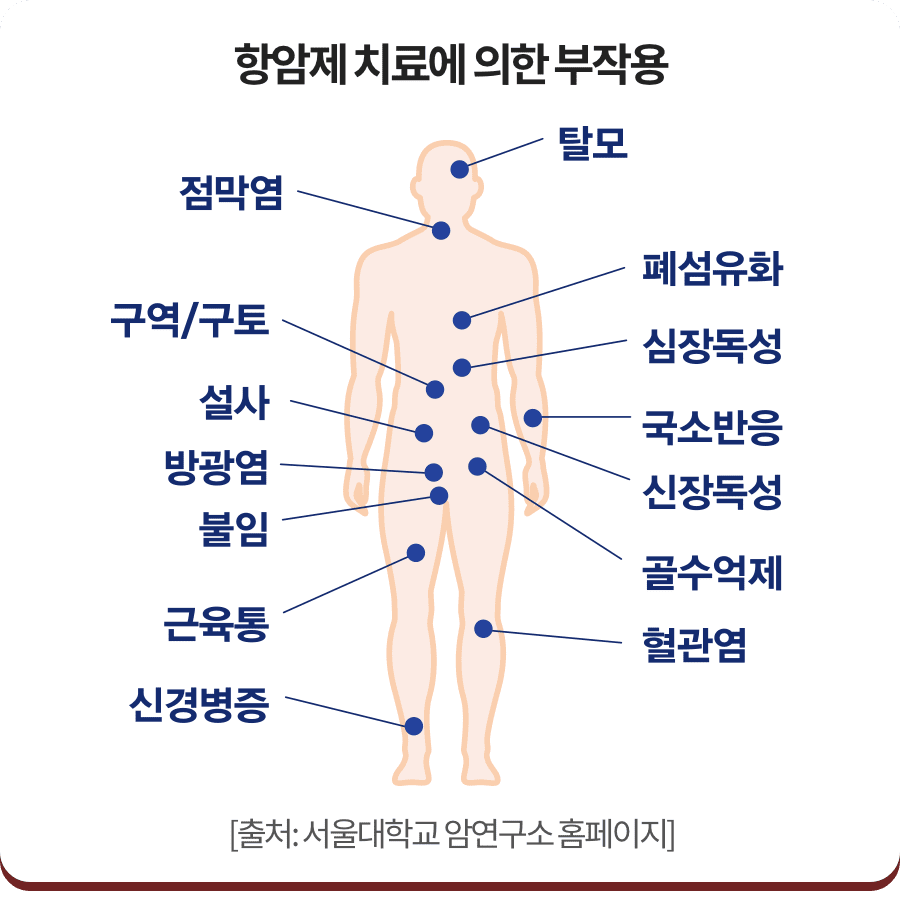 항암제 치료에 의한 부작용
탈모
점막염
폐섬유화
구역/구토
심장독성
설사
국소반응
방광염
신장독성
불임
골수억제
근육통
혈관염
신경병증
[출처: 서울대학교 암연구소 홈페이지]